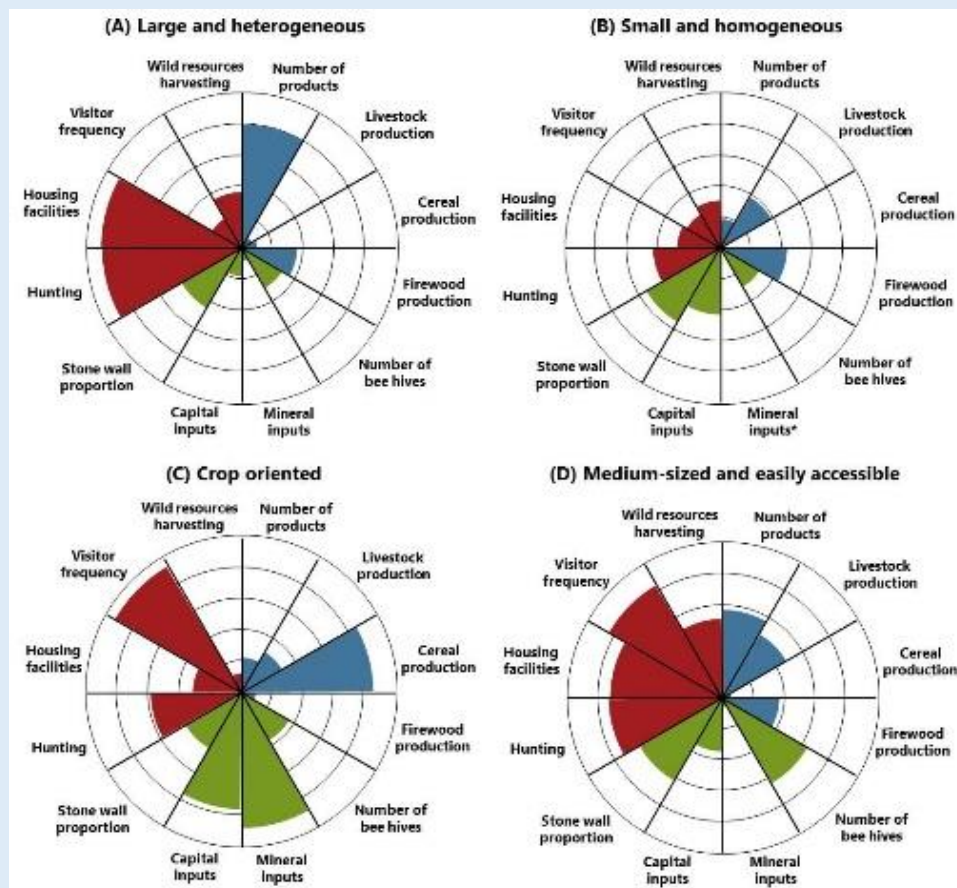 (A) Large and heterogeneous
Wild resources
harvesting
Number of
products
Visitor
frequency
Livestock
production
Housing
facilities
Cereal
production
Hunting
Firewood
production
Stone wall
proportion
Number of
bee hives
Capital
inputs
Mineral
inputs
(B) Small and homogeneous
Wild resources
harvesting
Number of
products
Visitor
frequency
Livestock
production
Housing
facilities
Cereal
production
Hunting
Firewood
production
Stone wall
proportion
Number of
bee hives
Capital
inputs
Mineral
inputs*
(C) Crop oriented
Wild resources
harvesting
Number of
products
Visitor
frequency
Livestock
production
Housing
facilities
Cereal
production
Hunting
Firewood
production
Stone wall
proportion
Number of
bee hives
Capital
inputs
Mineral
inputs
(D) Medium-sized and easily accessible
Wild resources
harvesting
Number of
products
Visitor
frequency
Livestock
production
Housing
facilities
Cereal
production
Hunting
Firewood
production
Stone wall
proportion
Number of
bee hives
Capital
inputs
Mineral
inputs